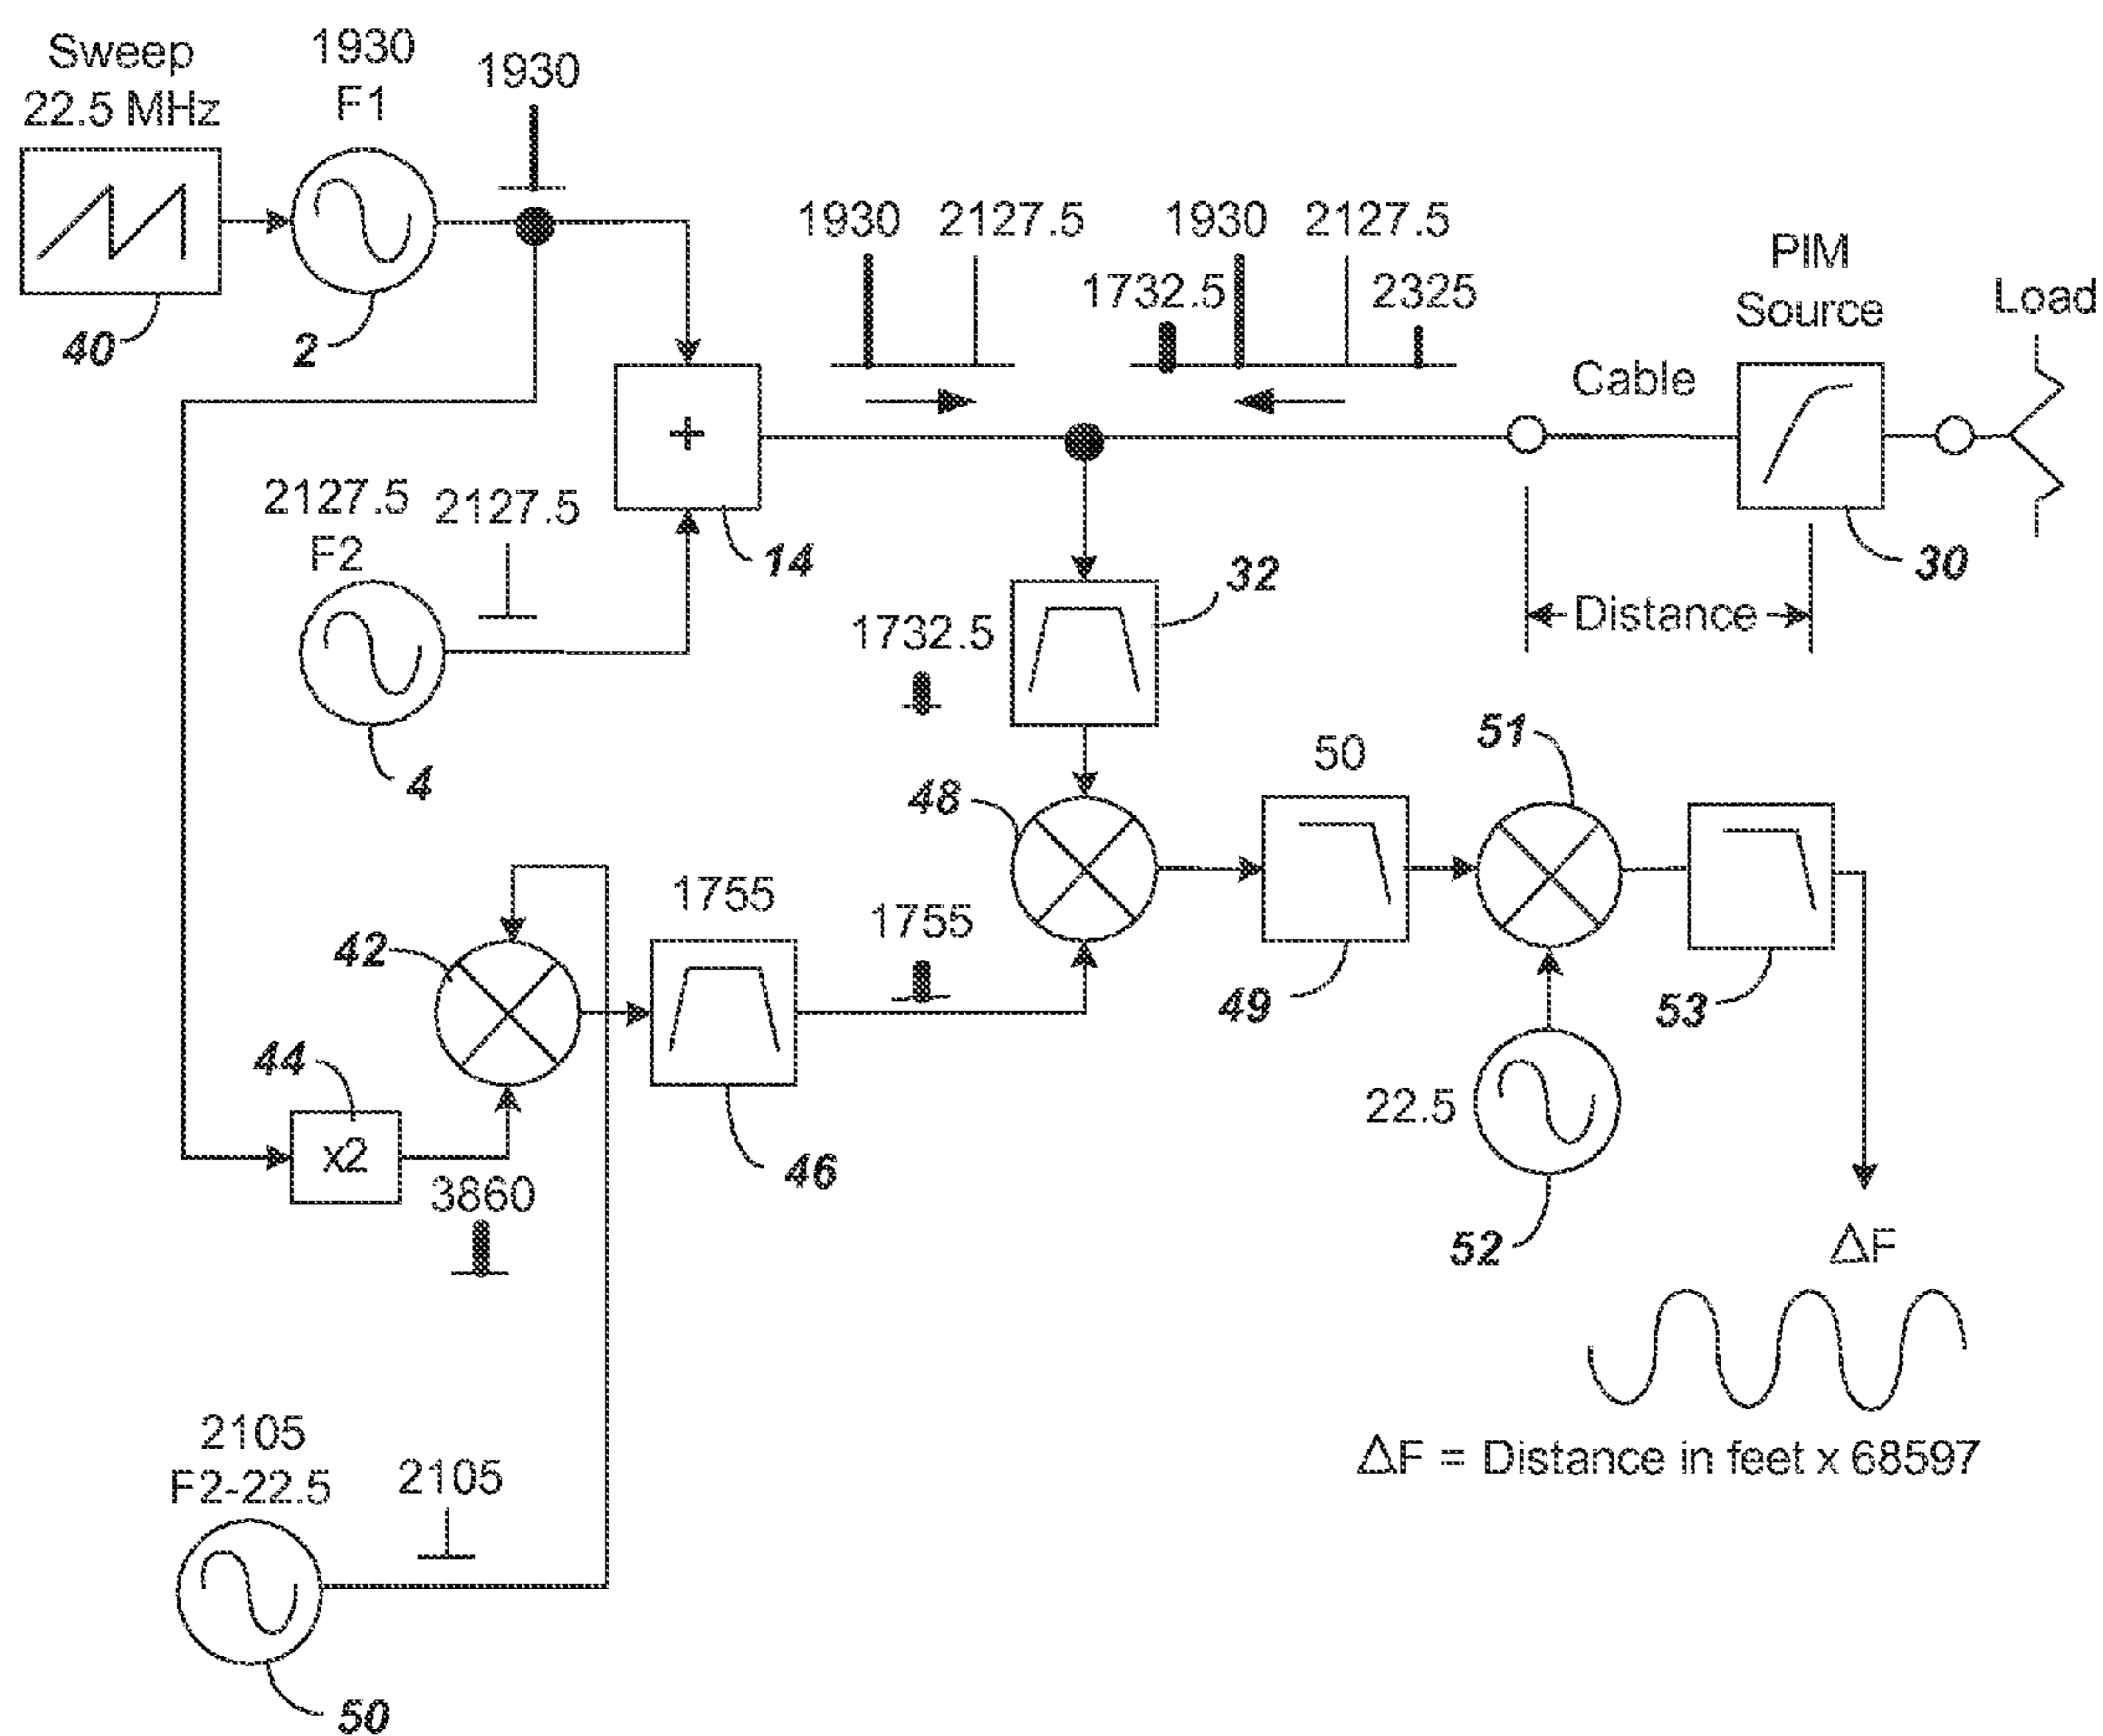 Sweep
22.5 MHz
1930
F1
1930
40
2
1930
2127.5
1930
2127.5
1732.5
2325
PIM
Source
Load
Cable
+
14
2127.5
F2
2127.5
4
32
30
Distance
1732.5
48
50
51
42
1755
1755
49
53
44
x2
3860
46
22.5
52
ΔF
2105
F2-22.5
2105
50
ΔF = Distance in feet x 68597